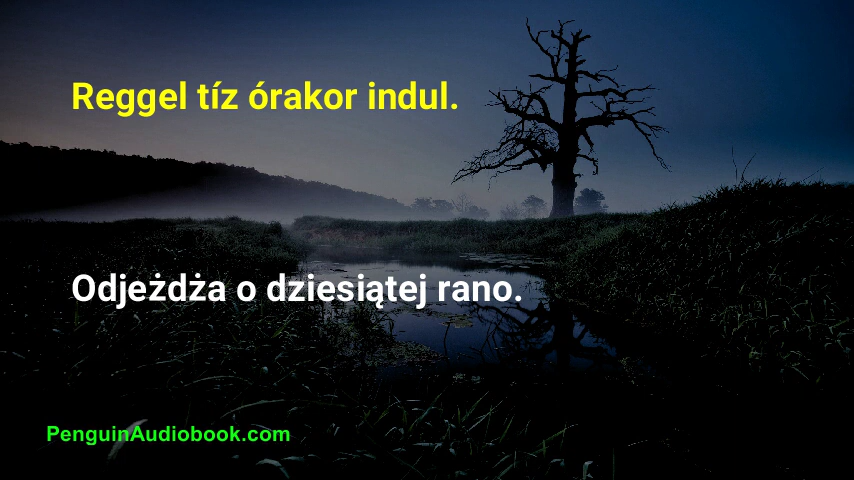 Reggel tíz órakor indul.
Odjeżdża o dziesiątej rano.
PenguinAudiobook.com